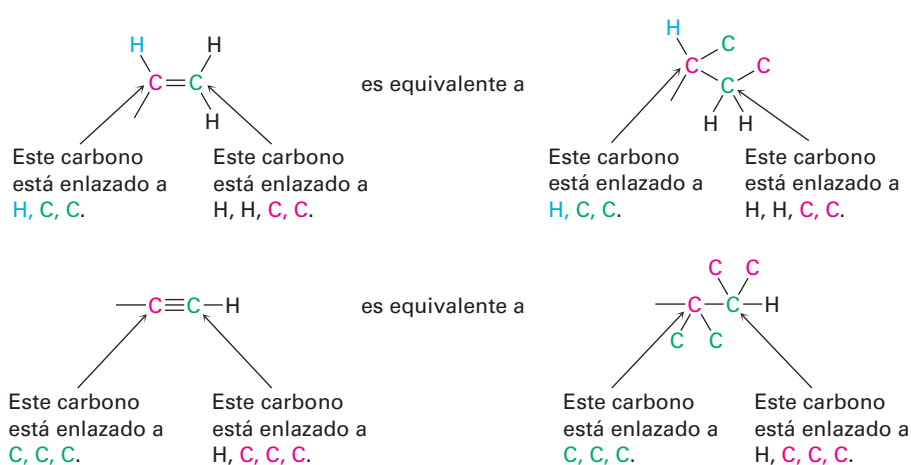 H H
C=C
H
es equivalente a
H
C C
C
C
H H
Este carbono
está enlazado a
H, C, C.
Este carbono
está enlazado a
H, H, C, C.
Este carbono
está enlazado a
H, C, C.
Este carbono
está enlazado a
H, H, C, C.
C≡C—H
es equivalente a
C C
C—C—H
C C
Este carbono
está enlazado a
C, C, C.
Este carbono
está enlazado a
H, C, C, C.
Este carbono
está enlazado a
C, C, C.
Este carbono
está enlazado a
H, C, C, C.